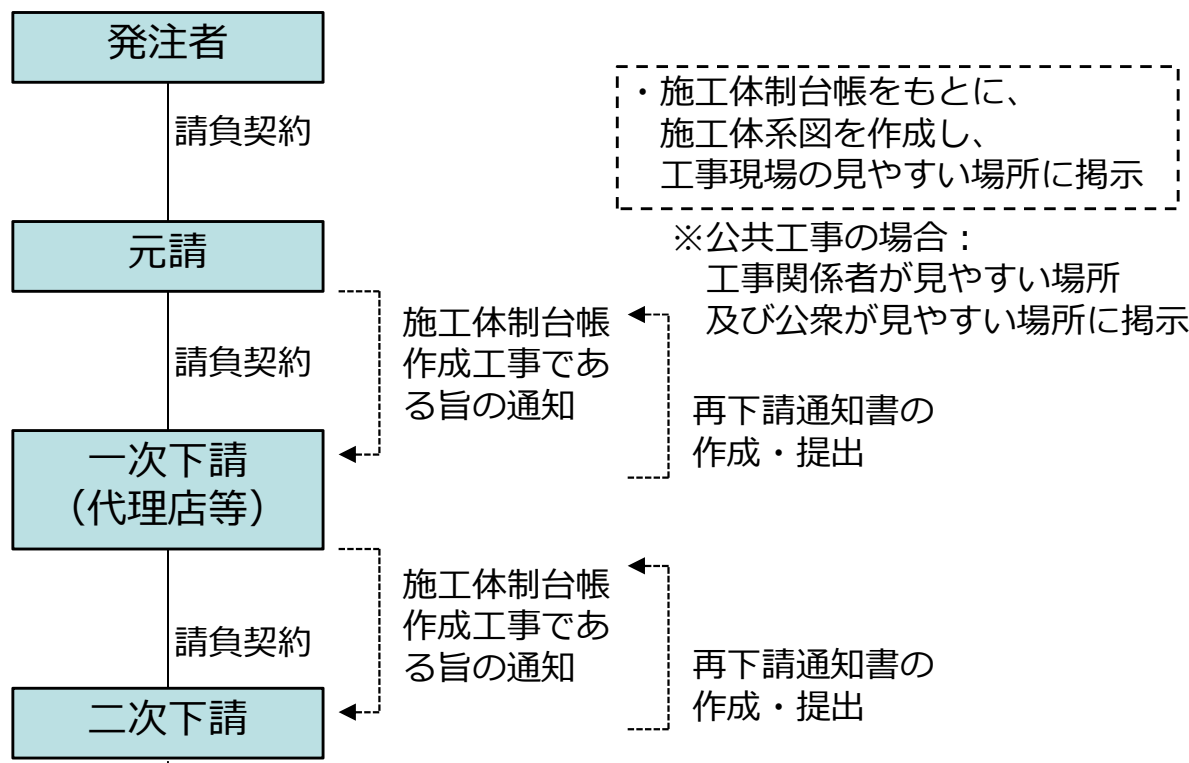 発注者
請負契約
・施工体制台帳をもとに、
施工体系図を作成し、
工事現場の見やすい場所に掲示
※公共工事の場合：
工事関係者が見やすい場所
及び公衆が見やすい場所に掲示
元請
請負契約
施工体制台帳
作成工事であ
る旨の通知
再下請通知書の
作成・提出
一次下請
（代理店等）
請負契約
施工体制台帳
作成工事であ
る旨の通知
再下請通知書の
作成・提出
二次下請